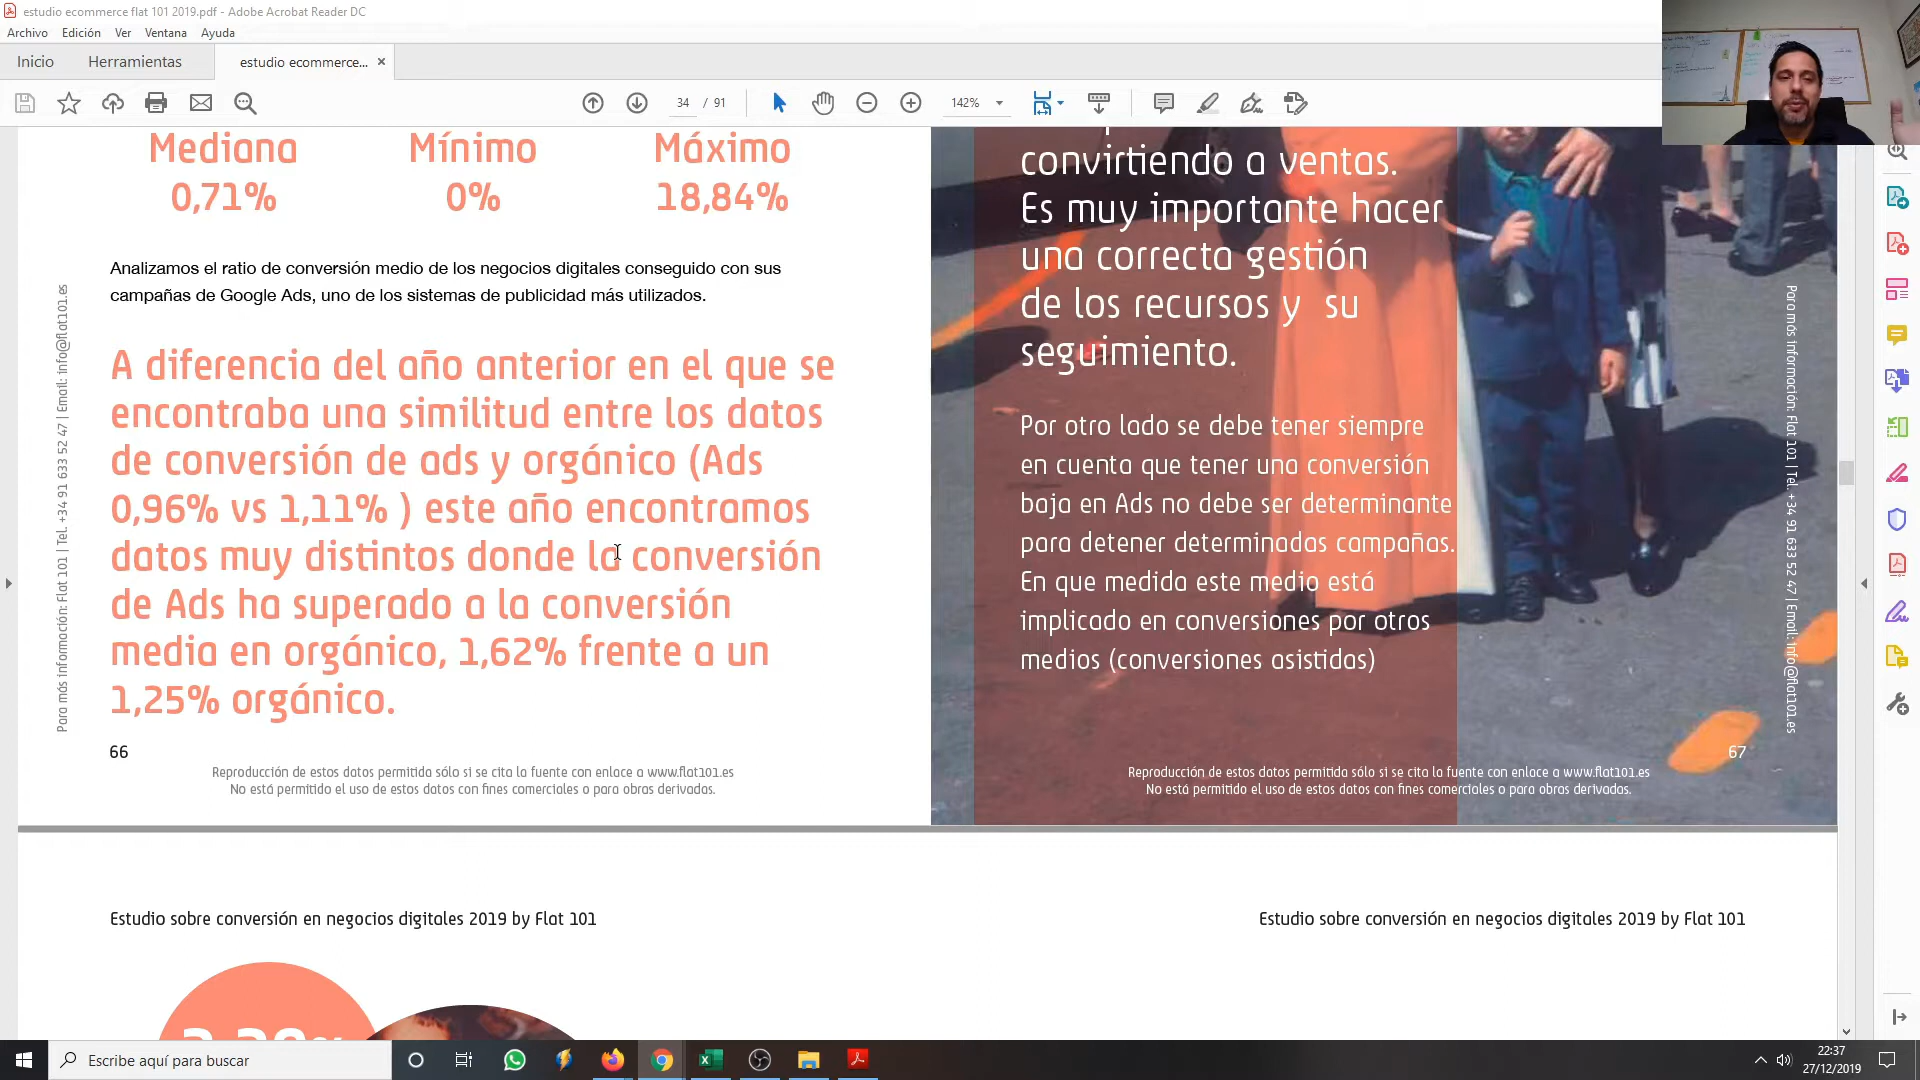 estudio ecommerce flat 101 2019.pdf - Adobe Acrobat Reader DC
Archivo Edición Ver Ventana Ayuda
Inicio Herramientas estudio ecommerce... ×
34 / 91 142%
Mediana Mínimo Máximo
0,71% 0% 18,84%
Analizamos el ratio de conversión medio de los negocios digitales conseguido con sus
campañas de Google Ads, uno de los sistemas de publicidad más utilizados.
A diferencia del año anterior en el que se
encontraba una similitud entre los datos
de conversión de ads y orgánico (Ads
0,96% vs 1,11% ) este año encontramos
datos muy distintos donde la conversión
de Ads ha superado a la conversión
media en orgánico, 1,62% frente a un
1,25% orgánico.
Para más información: Flat 101 | Tel. +34 91 633 52 47 | Email: info@flat101.es
66
Reproducción de estos datos permitida sólo si se cita la fuente con enlace a www.flat101.es
No está permitido el uso de estos datos con fines comerciales o para obras derivadas.
convirtiendo a ventas.
Es muy importante hacer
una correcta gestión
de los recursos y su
seguimiento.
Por otro lado se debe tener siempre
en cuenta que tener una conversión
baja en Ads no debe ser determinante
para detener determinadas campañas.
En que medida este medio está
implicado en conversiones por otros
medios (conversiones asistidas)
Para más información: Flat 101 | Tel. +34 91 633 52 47 | Email: info@flat101.es
67
Reproducción de estos datos permitida sólo si se cita la fuente con enlace a www.flat101.es
No está permitido el uso de estos datos con fines comerciales o para obras derivadas.
Estudio sobre conversión en negocios digitales 2019 by Flat 101
Estudio sobre conversión en negocios digitales 2019 by Flat 101
Escribe aquí para buscar
22:37
27/12/2019